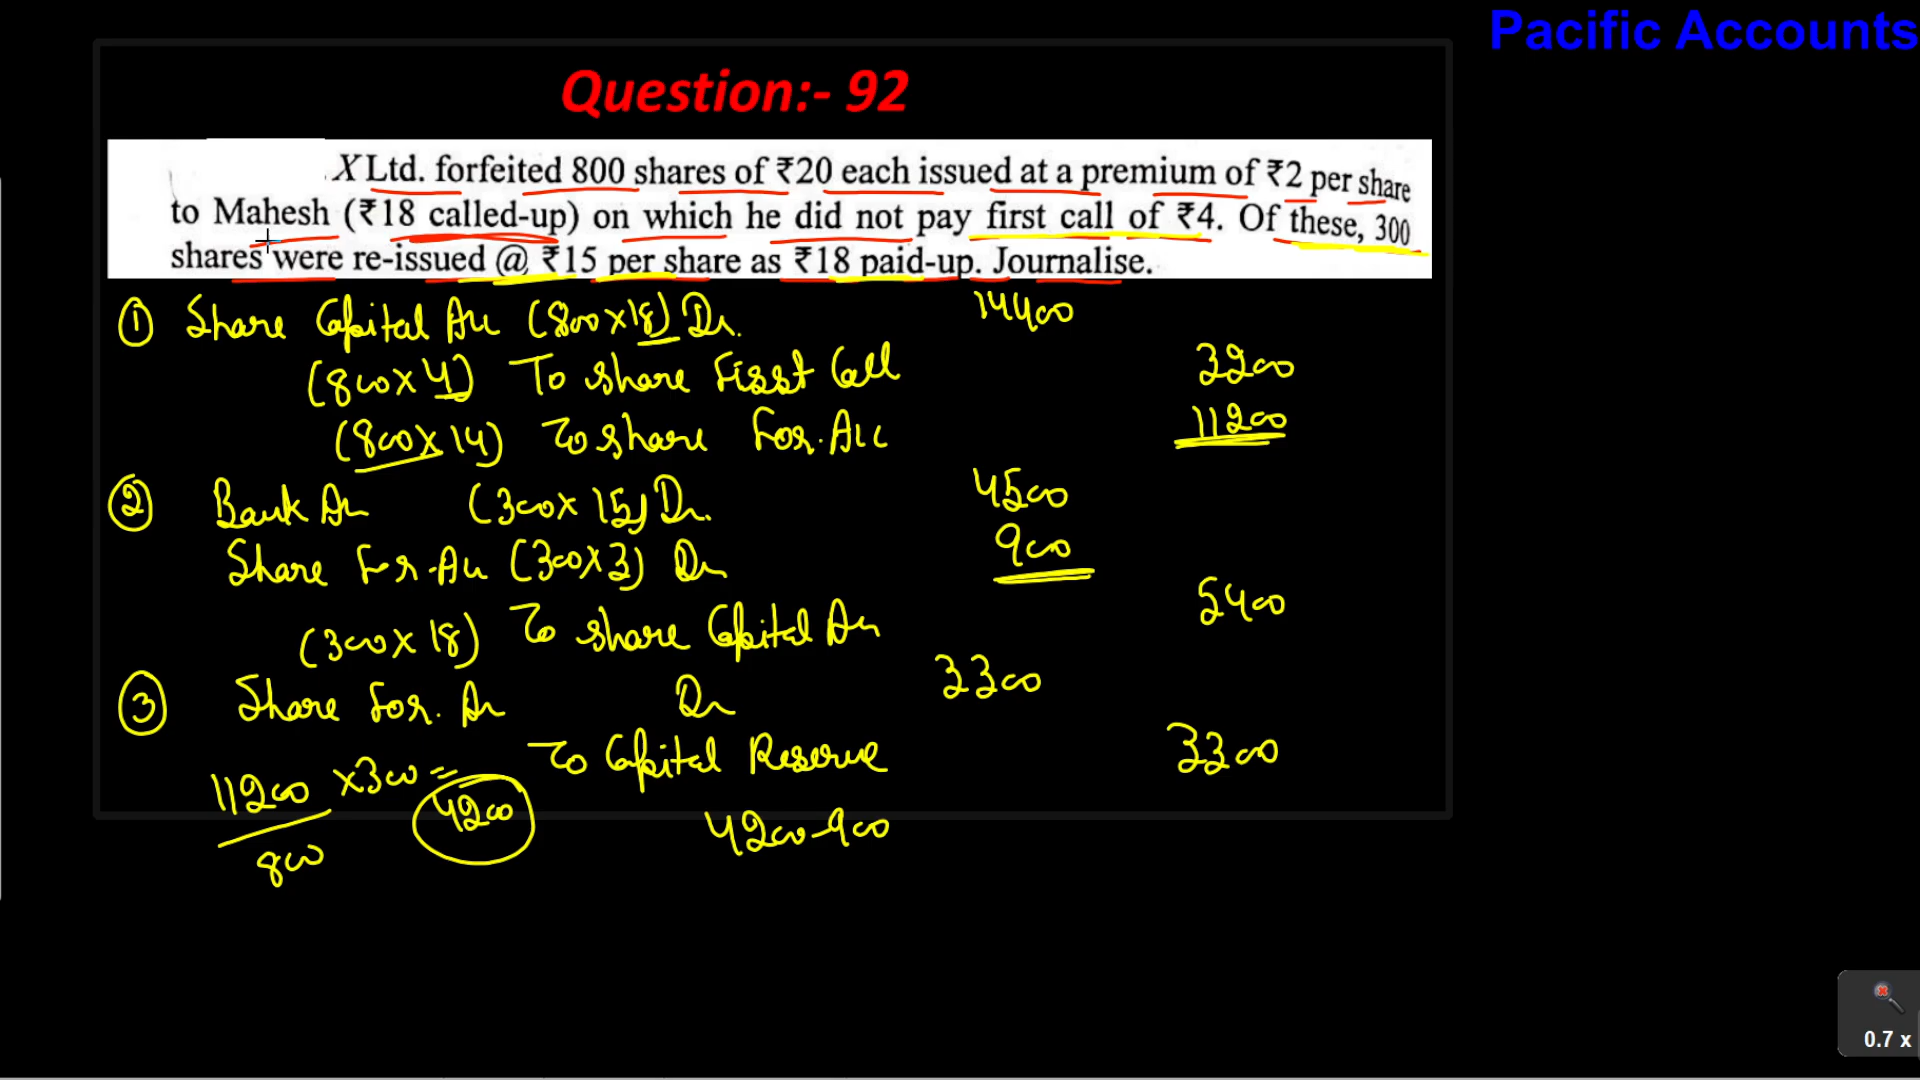 Pacific Accounts
Question:- 92
X Ltd. forfeited 800 shares of ₹20 each issued at a premium of ₹2 per share
to Mahesh (₹18 called-up) on which he did not pay first call of ₹4. Of these, 300
shares were re-issued @ ₹15 per share as ₹18 paid-up. Journalise.
① Share Capital A/c (800×18) Dr. 14400
(800×4) To Share First Call 3200
(800×14) To Share For. A/c 11200
② Bank A/c (300×15) Dr. 4500
Share For. A/c (300×3) Dr 900
(300×18) To Share Capital A/c 5400
③ Share For. A/c Dr 3300
To Capital Reserve 3300
11200 ×300 = 4200
800
4200-900
0.7 x